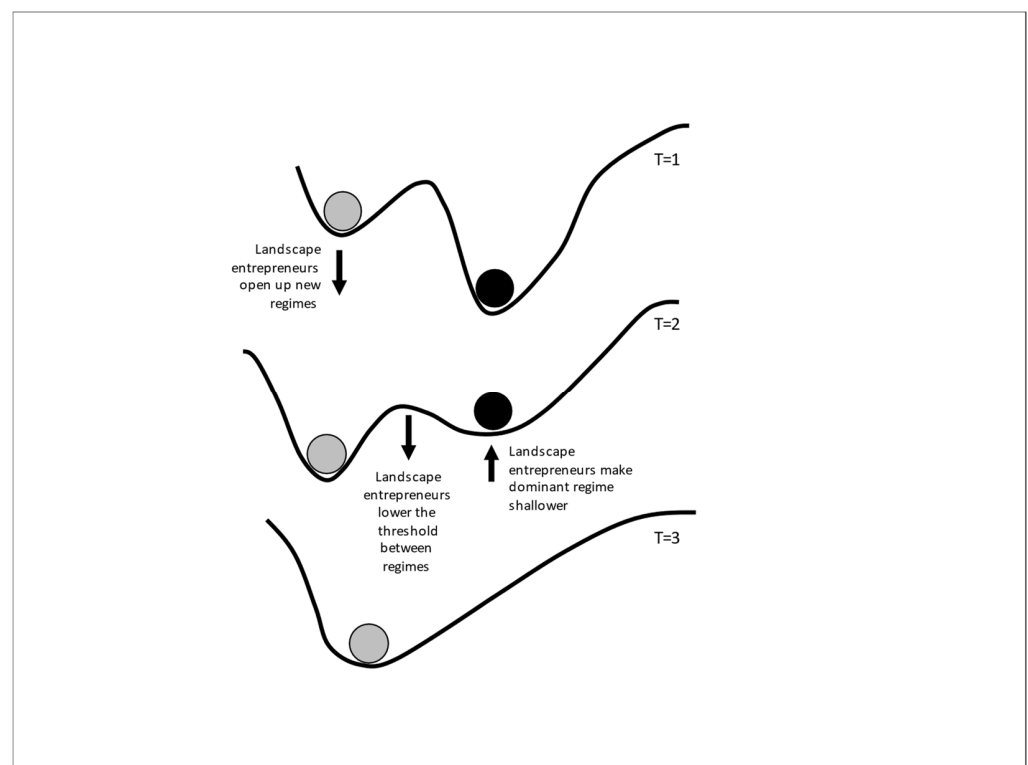 T=1
Landscape
entrepreneurs
open up new
regimes
T=2
Landscape
entrepreneurs
lower the
threshold
between
regimes
Landscape
entrepreneurs make
dominant regime
shallower
T=3